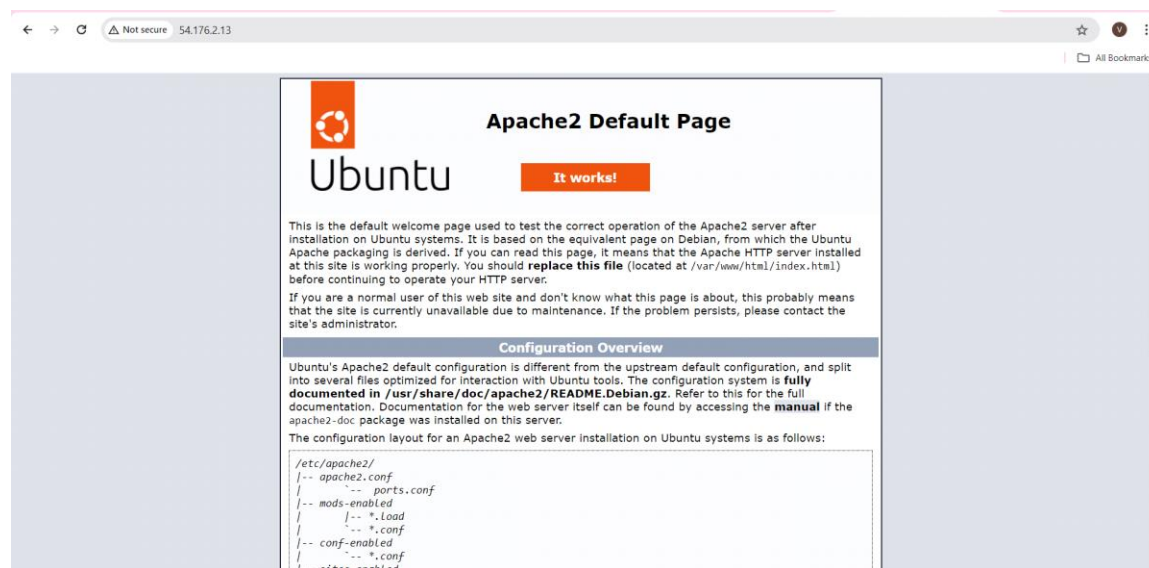 Not secure 54.176.2.13
V
All Bookmark
Apache2 Default Page
Ubuntu
It works!
This is the default welcome page used to test the correct operation of the Apache2 server after
installation on Ubuntu systems. It is based on the equivalent page on Debian, from which the Ubuntu
Apache packaging is derived. If you can read this page, it means that the Apache HTTP server installed
at this site is working properly. You should replace this file (located at /var/www/html/index.html)
before continuing to operate your HTTP server.
If you are a normal user of this web site and don't know what this page is about, this probably means
that the site is currently unavailable due to maintenance. If the problem persists, please contact the
site's administrator.
Configuration Overview
Ubuntu's Apache2 default configuration is different from the upstream default configuration, and split
into several files optimized for interaction with Ubuntu tools. The configuration system is fully
documented in /usr/share/doc/apache2/README.Debian.gz. Refer to this for the full
documentation. Documentation for the web server itself can be found by accessing the manual if the
apache2-doc package was installed on this server.
The configuration layout for an Apache2 web server installation on Ubuntu systems is as follows:
/etc/apache2/
|-- apache2.conf
|       `--  ports.conf
|-- mods-enabled
|       |-- *.load
|       `-- *.conf
|-- conf-enabled
|       `-- *.conf
|-- sites-enabled